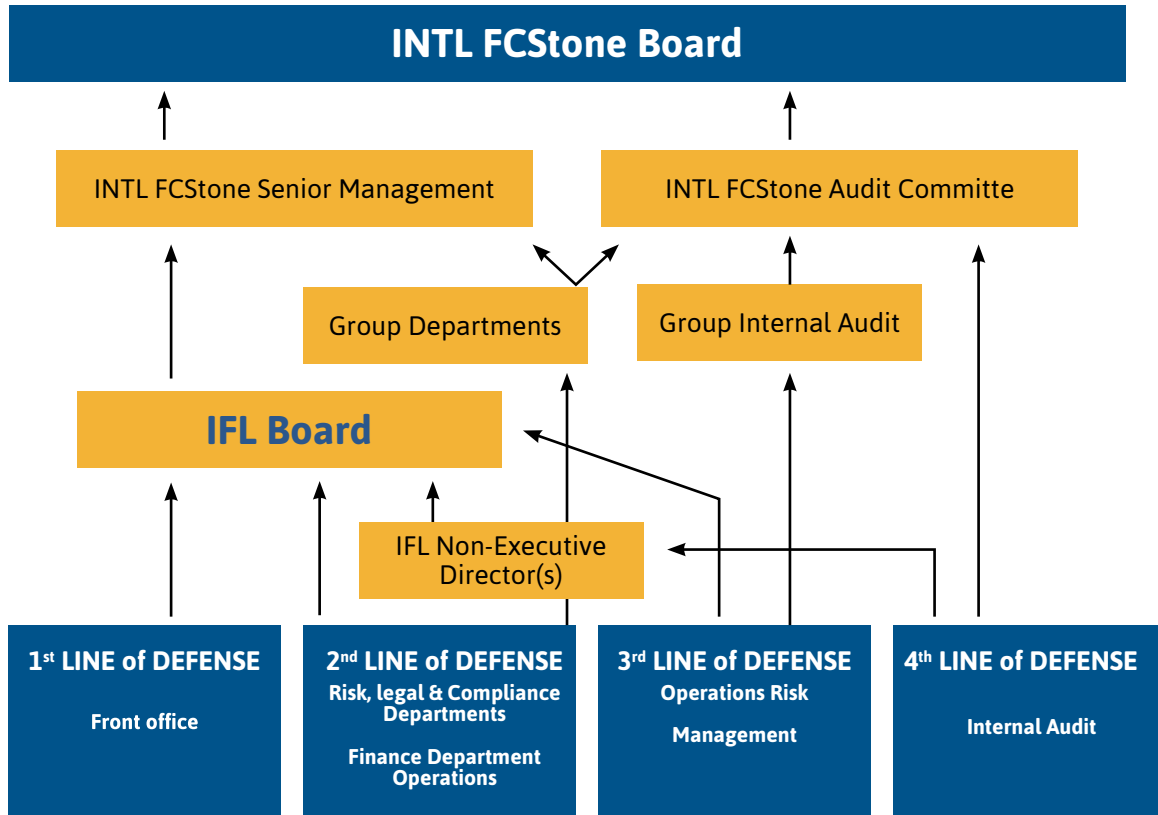 INTL FCStone Board
INTL FCStone Senior Management
INTL FCStone Audit Committe
Group Departments
Group Internal Audit
IFL Board
IFL Non-Executive
Director(s)
1st LINE of DEFENSE
Front office
2nd LINE of DEFENSE
Risk, legal & Compliance
Departments
Finance Department
Operations
3rd LINE of DEFENSE
Operations Risk
Management
4th LINE of DEFENSE
Internal Audit